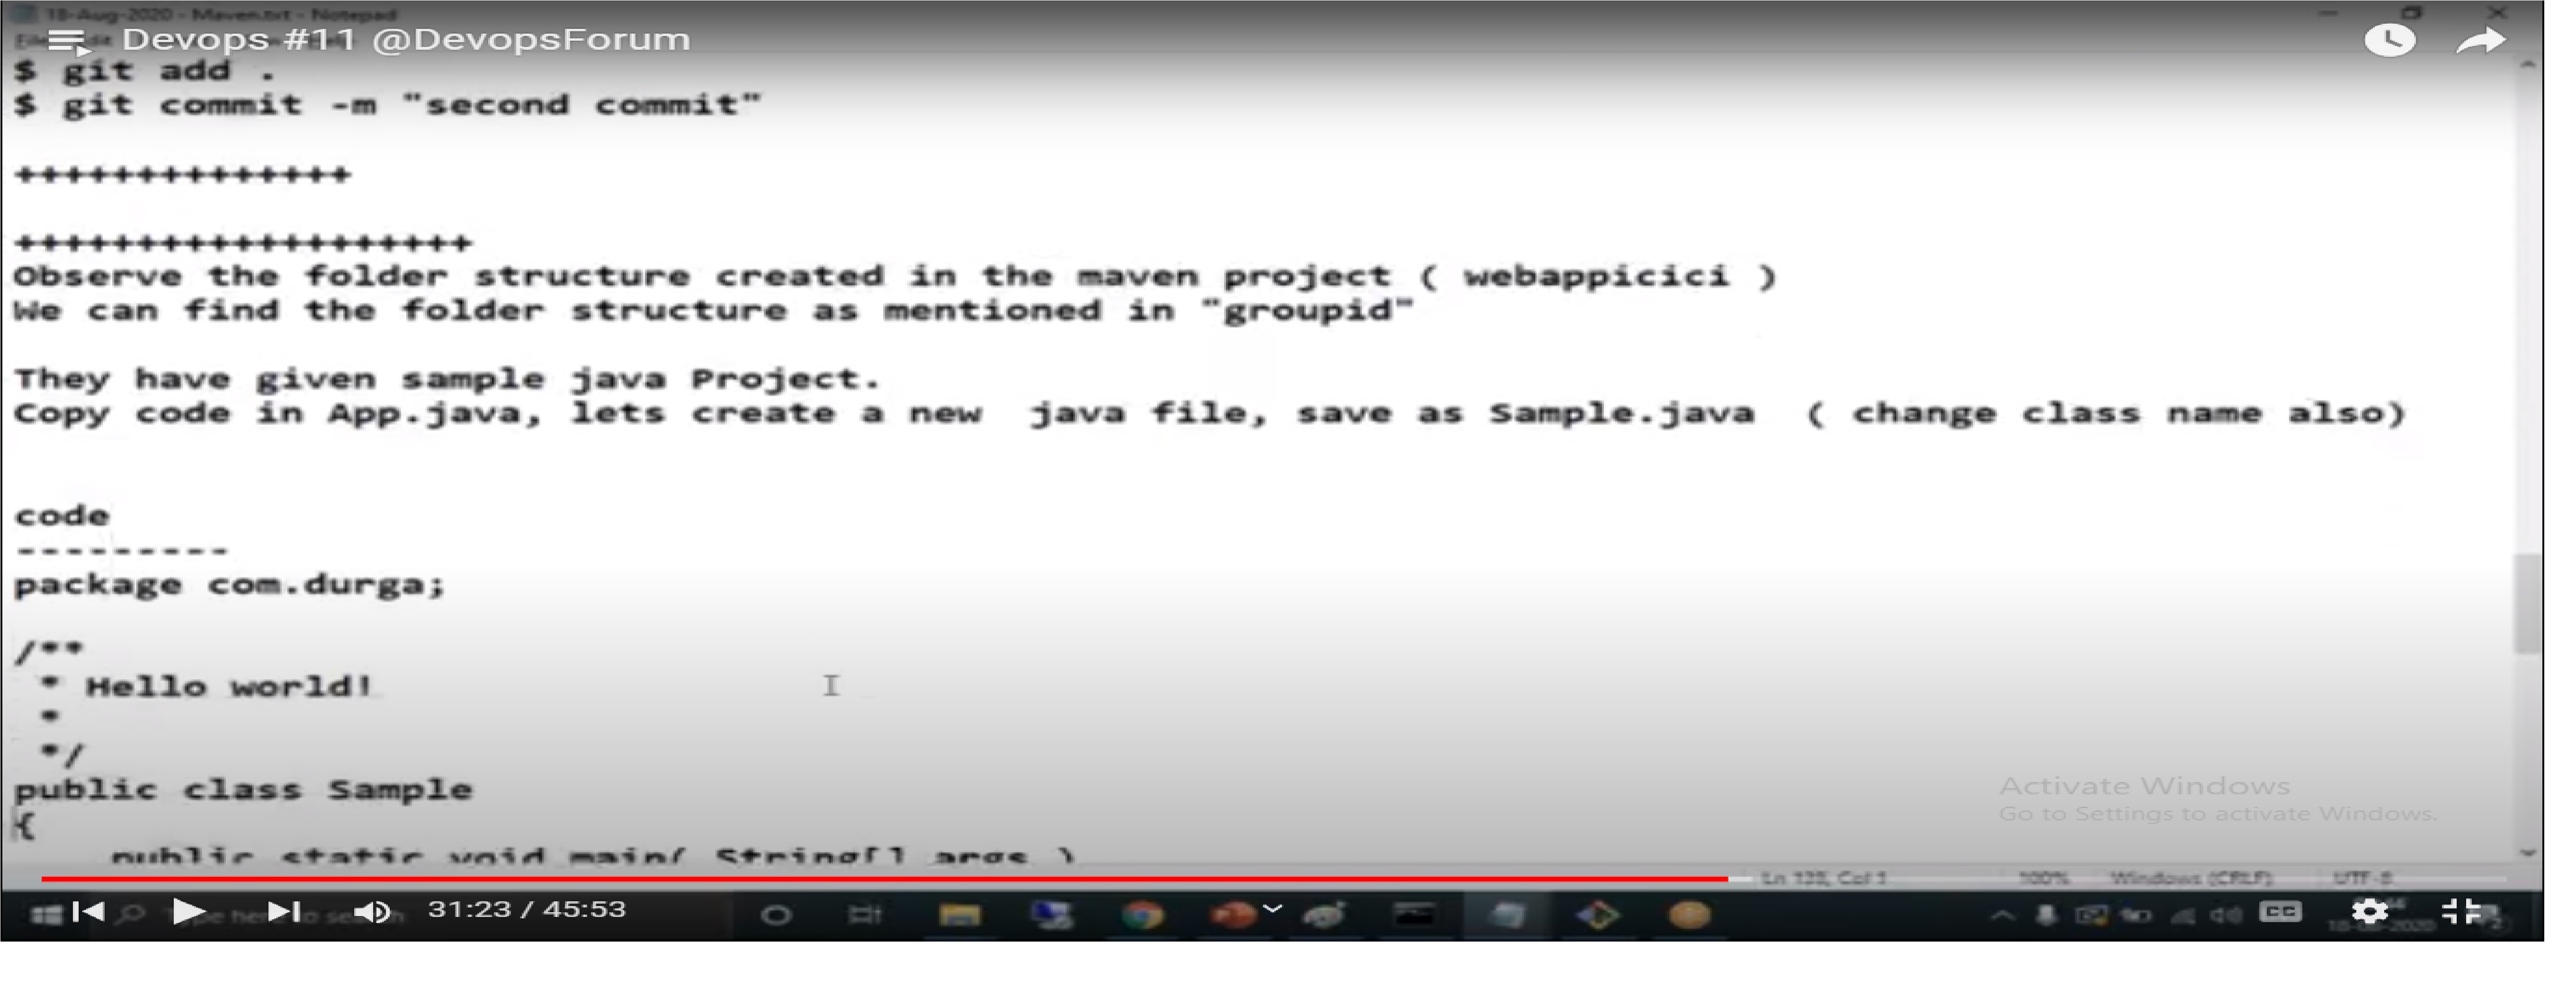 18-Aug-2020 - Maven.txt - Notepad
Devops #11 @DevopsForum
$ git add .
$ git commit -m "second commit"
++++++++++++++
+++++++++++++++++++
Observe the folder structure created in the maven project ( webappicici )
We can find the folder structure as mentioned in "groupid"
They have given sample java Project.
Copy code in App.java, lets create a new  java file, save as Sample.java  ( change class name also)
code
---------
package com.durga;
/**
 * Hello world!
 *
 */
public class Sample
{
    public static void main( String[] args )
Activate Windows
Go to Settings to activate Windows.
Ln 135, Col 1 100% Windows (CRLF) UTF-8
31:23 / 45:53
CC